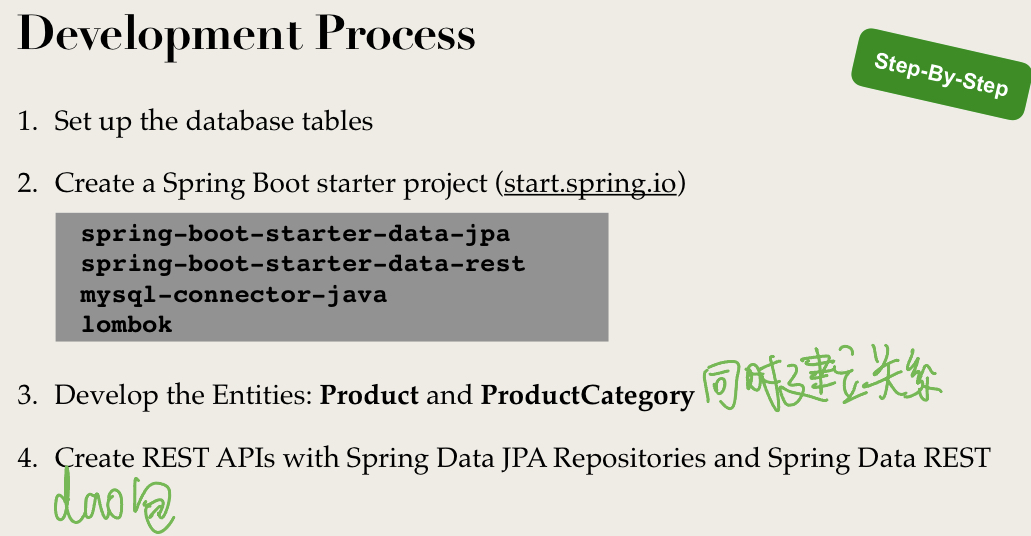 Development Process
Step-By-Step
1. Set up the database tables
2. Create a Spring Boot starter project (start.spring.io)
spring-boot-starter-data-jpa
spring-boot-starter-data-rest
mysql-connector-java
lombok
3. Develop the Entities: Product and ProductCategory 同时建立关系
4. Create REST APIs with Spring Data JPA Repositories and Spring Data REST
dao包